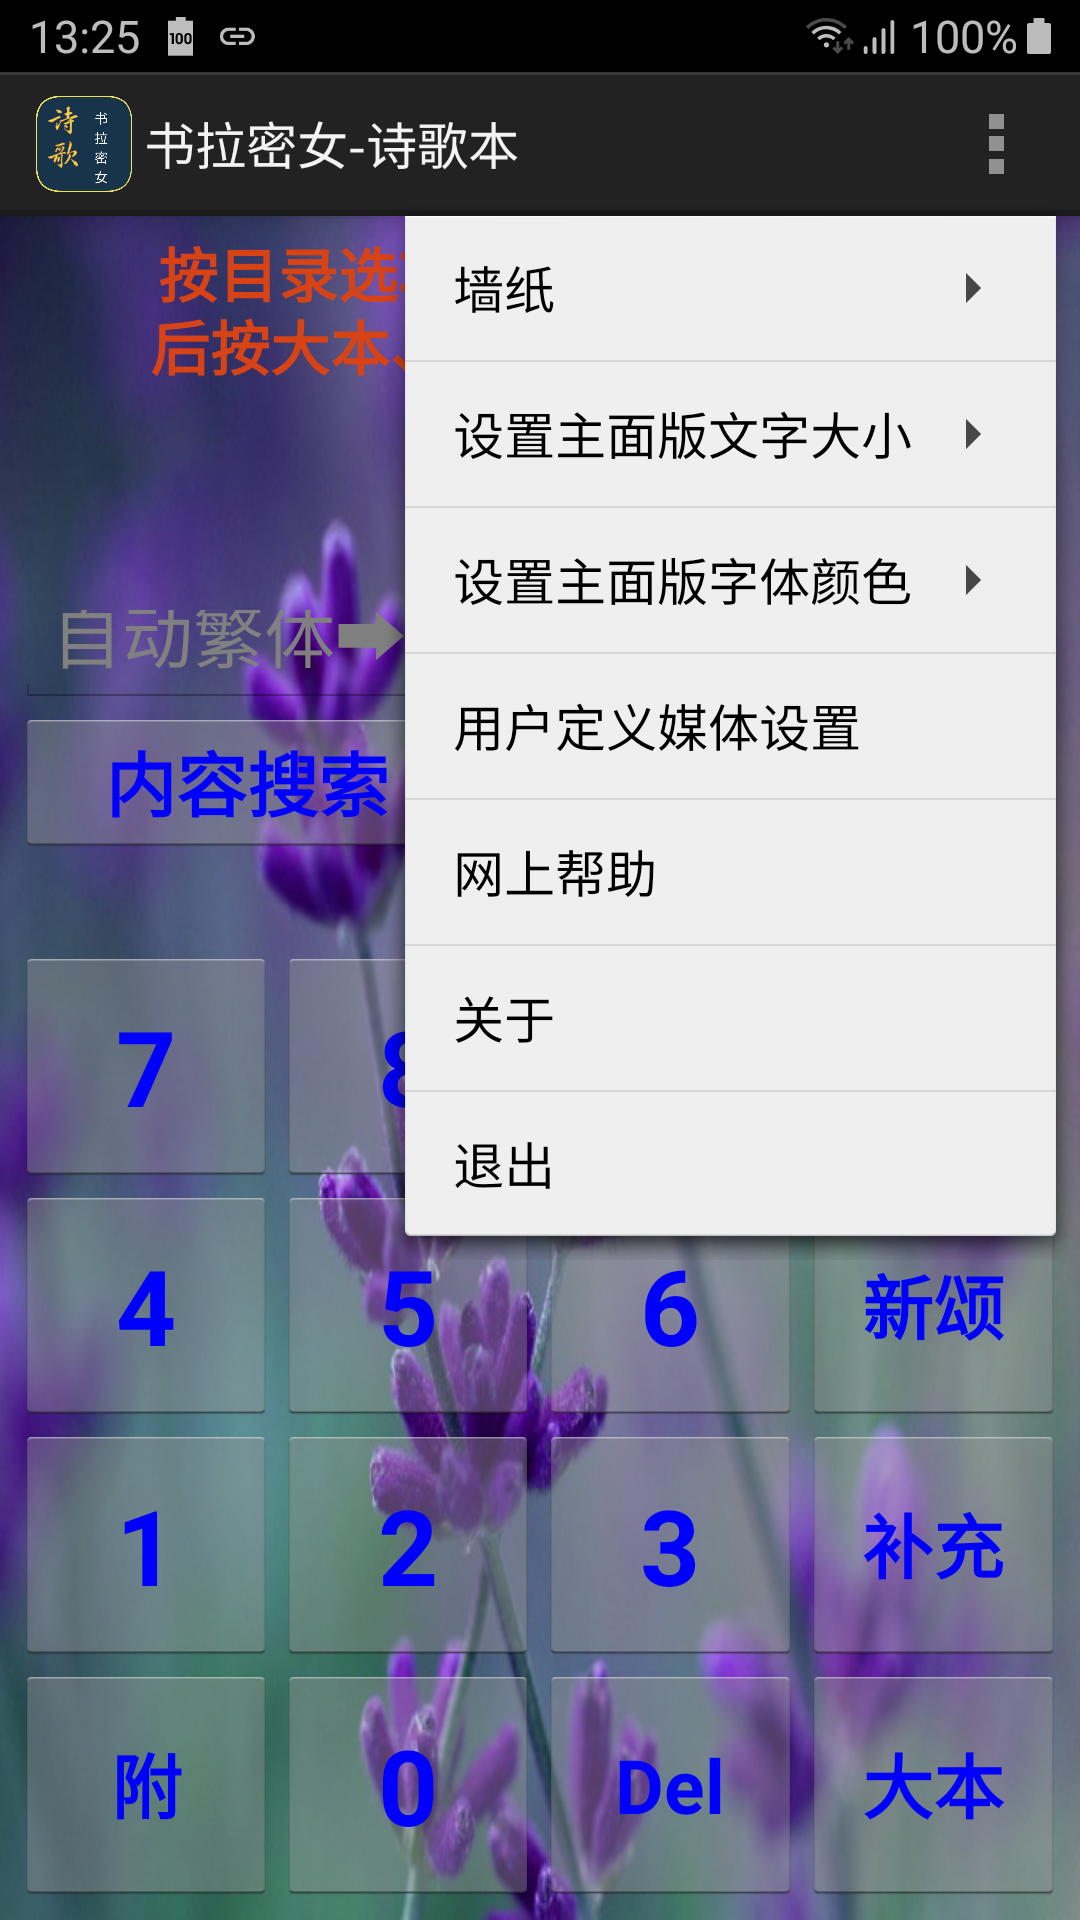 13:25
100
100%
诗歌
书拉密女
书拉密女-诗歌本
按目录选
后按大本、
自动繁体
内容搜索
墙纸
设置主面版文字大小
设置主面版字体颜色
用户定义媒体设置
网上帮助
关于
退出
7
8
4
5
6
新颂
1
2
3
补充
附
0
Del
大本